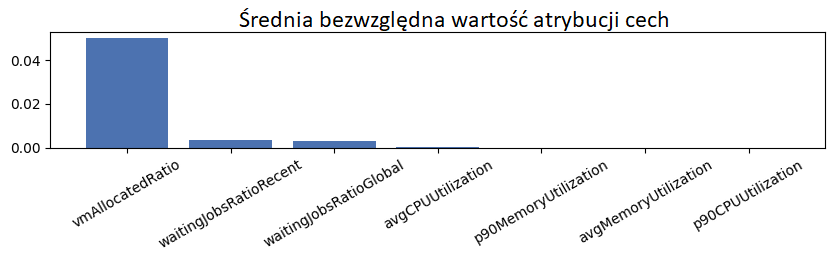 Średnia bezwzględna wartość atrybucji cech
0.04
0.02
0.00
vmAllocatedRatio
waitingJobsRatioRecent
waitingJobsRatioGlobal
avgCPUUtilization
p90MemoryUtilization
avgMemoryUtilization
p90CPUUtilization